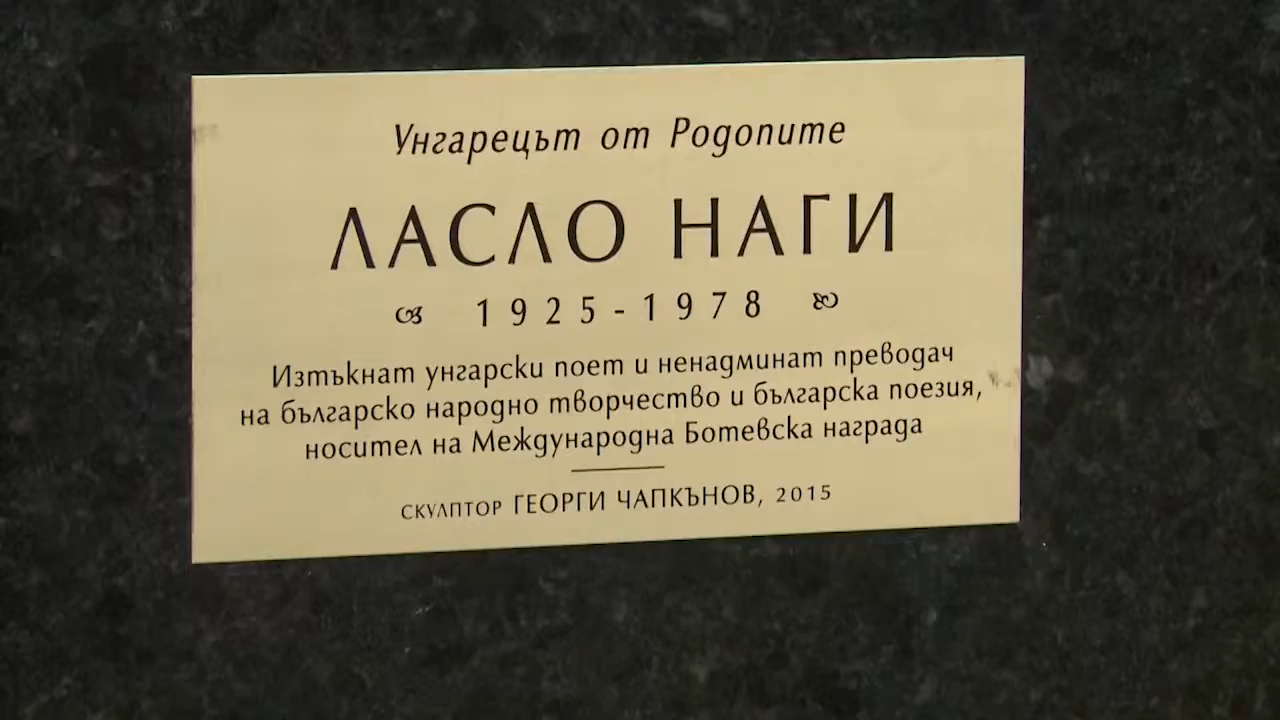 Унгарецът от Родопите
ЛАСЛО НАГИ
1925-1978
Изтъкнат унгарски поет и ненадминат преводач
на българско народно творчество и българска поезия,
носител на Международна Ботевска награда
СКУЛПТОР ГЕОРГИ ЧАПКЪНОВ, 2015